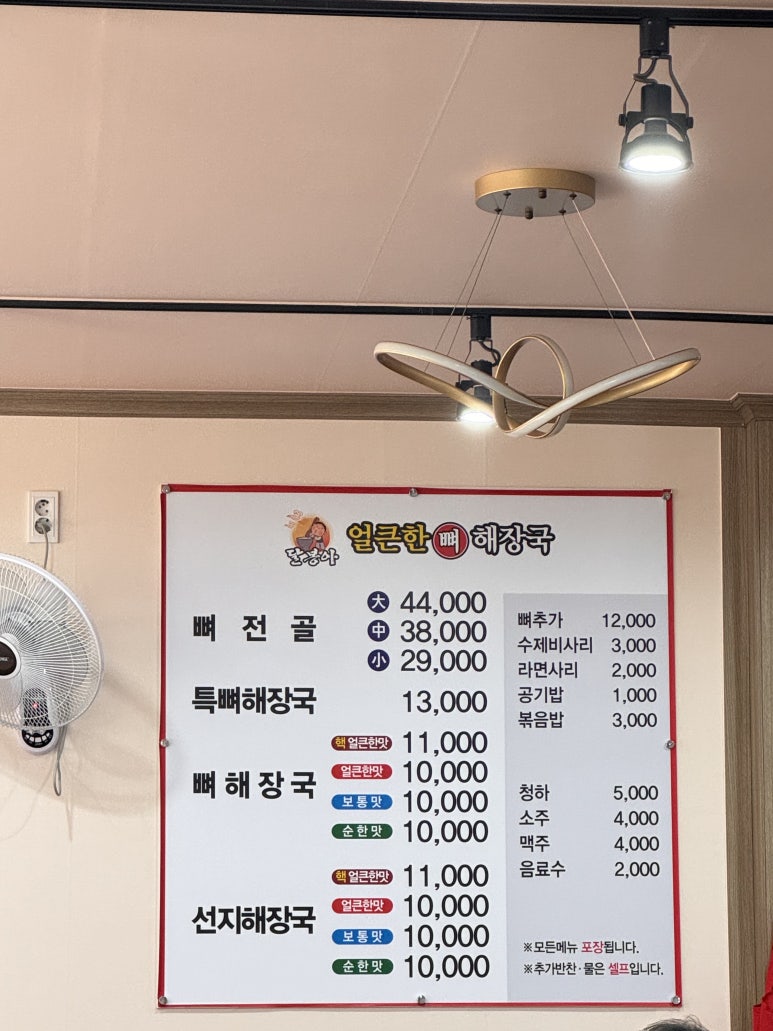 달봉아 얼큰한 뼈 해장국
뼈 전 골 大 44,000
中 38,000
小 29,000
특뼈해장국 13,000
뼈 해 장 국 핵얼큰한맛 11,000
얼큰한맛 10,000
보통맛 10,000
순한맛 10,000
선지해장국 핵얼큰한맛 11,000
얼큰한맛 10,000
보통맛 10,000
순한맛 10,000
뼈추가 12,000
수제비사리 3,000
라면사리 2,000
공기밥 1,000
볶음밥 3,000
청하 5,000
소주 4,000
맥주 4,000
음료수 2,000
※모든메뉴 포장됩니다.
※추가반찬·물은 셀프입니다.